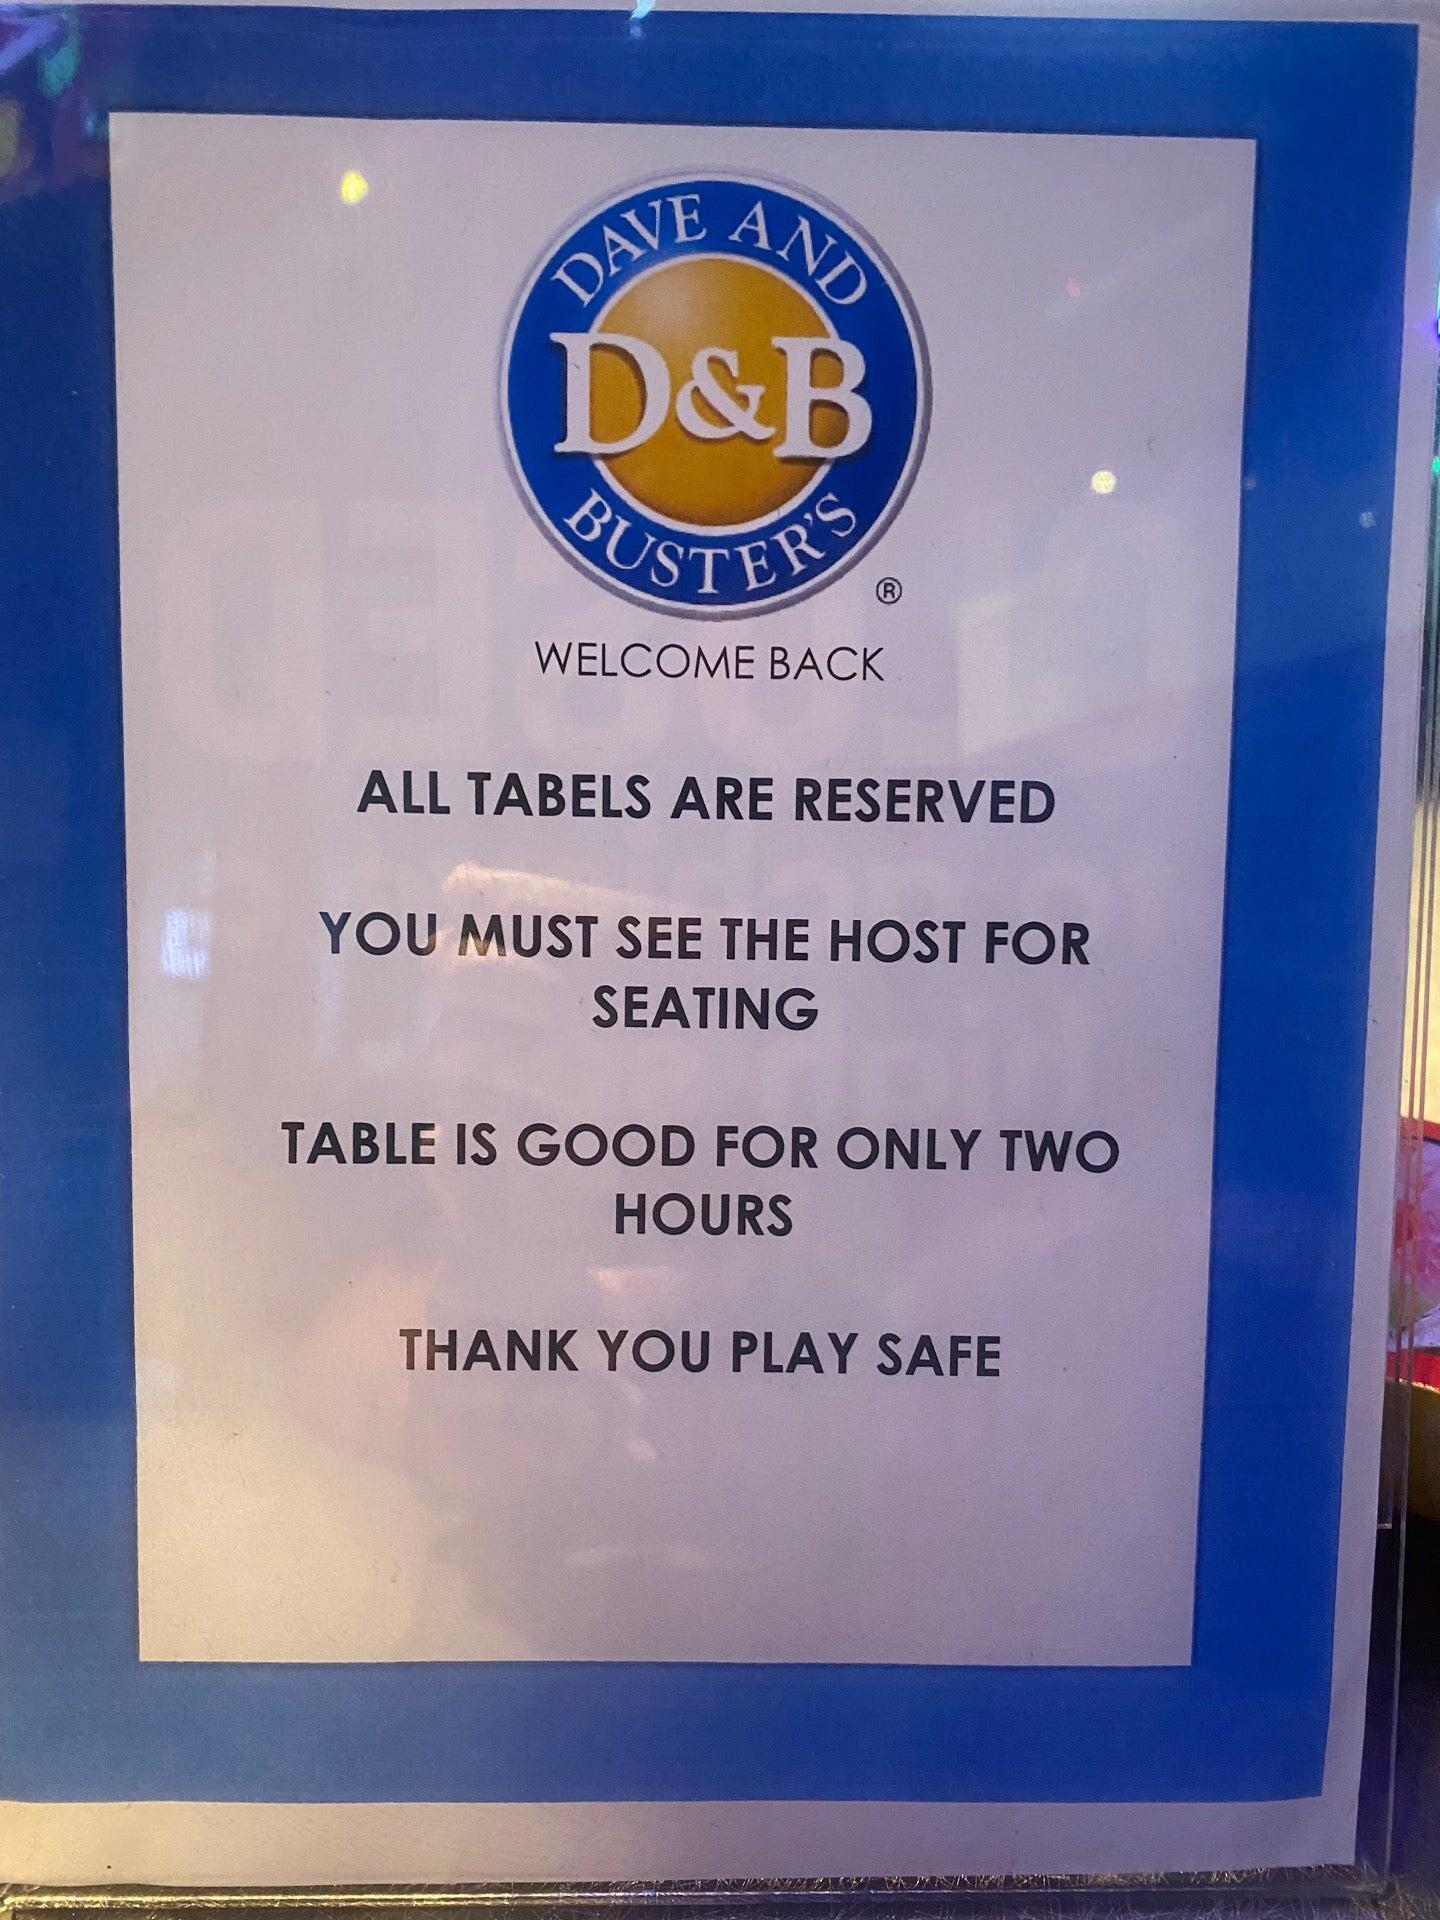 DAVE AND
D&B
BUSTER'S
®
WELCOME BACK
ALL TABELS ARE RESERVED
YOU MUST SEE THE HOST FOR
SEATING
TABLE IS GOOD FOR ONLY TWO
HOURS
THANK YOU PLAY SAFE